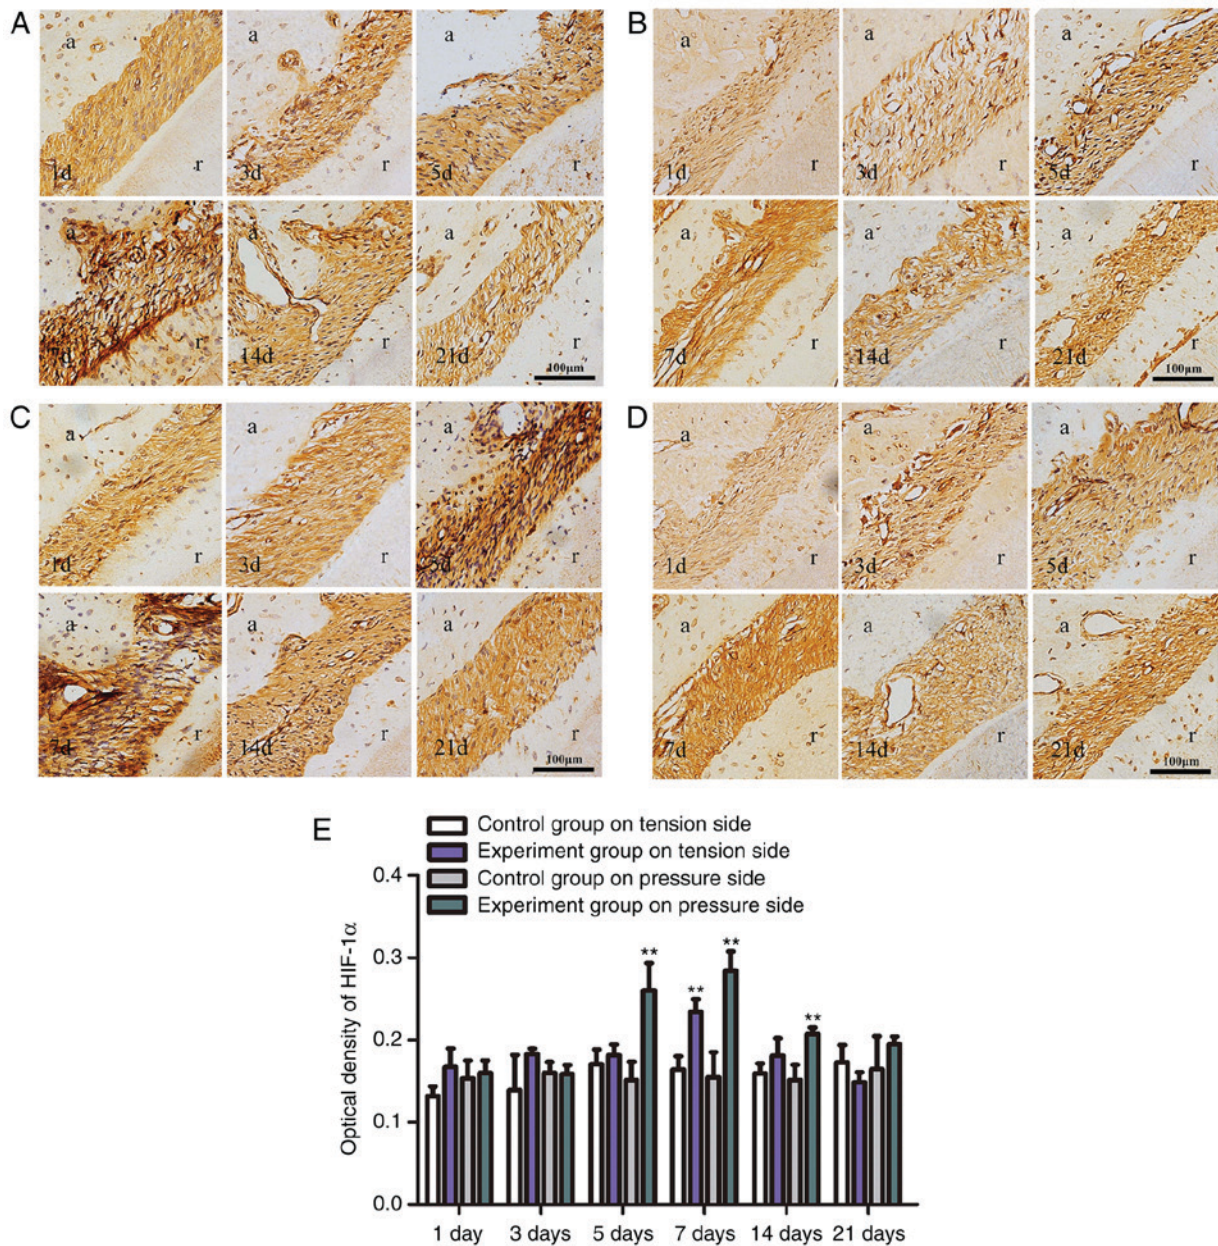 A
a
1d
r
a
3d
r
a
5d
r
a
7d
r
a
14d
r
a
21d
r
100μm
B
a
1d
r
a
3d
r
a
5d
r
a
7d
r
a
14d
r
a
21d
r
100μm
C
a
1d
r
a
3d
r
a
5d
r
a
7d
r
a
14d
r
a
21d
r
100μm
D
a
1d
r
a
3d
r
a
5d
r
a
7d
r
a
14d
r
a
21d
r
100μm
E
Control group on tension side
Experiment group on tension side
Control group on pressure side
Experiment group on pressure side
Optical density of HIF-1α
0.4
0.3
0.2
0.1
0.0
**
**
**
**
1 day
3 days
5 days
7 days
14 days
21 days